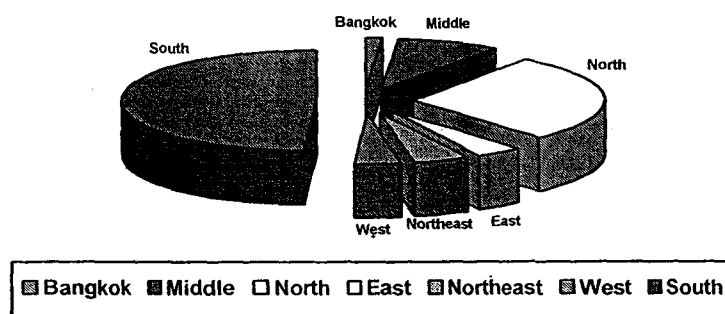 Bangkok
Middle
South
North
East
Northeast
West
Bangkok Middle North East Northeast West South